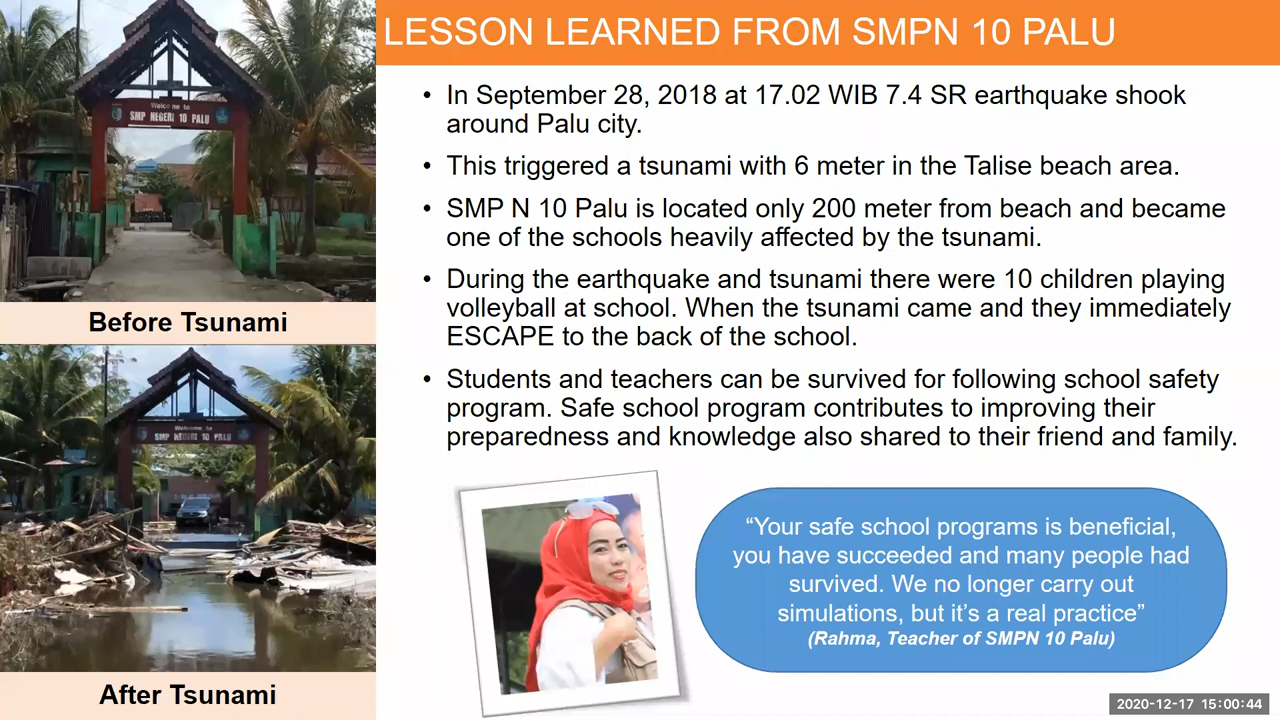 LESSON LEARNED FROM SMPN 10 PALU
Welcome to
SMP NEGERI 10 PALU
Before Tsunami
Welcome to
SMP NEGERI 10 PALU
After Tsunami
• In September 28, 2018 at 17.02 WIB 7.4 SR earthquake shook
around Palu city.
• This triggered a tsunami with 6 meter in the Talise beach area.
• SMP N 10 Palu is located only 200 meter from beach and became
one of the schools heavily affected by the tsunami.
• During the earthquake and tsunami there were 10 children playing
volleyball at school. When the tsunami came and they immediately
ESCAPE to the back of the school.
• Students and teachers can be survived for following school safety
program. Safe school program contributes to improving their
preparedness and knowledge also shared to their friend and family.
“Your safe school programs is beneficial,
you have succeeded and many people had
survived. We no longer carry out
simulations, but it’s a real practice”
(Rahma, Teacher of SMPN 10 Palu)
2020-12-17 15:00:44